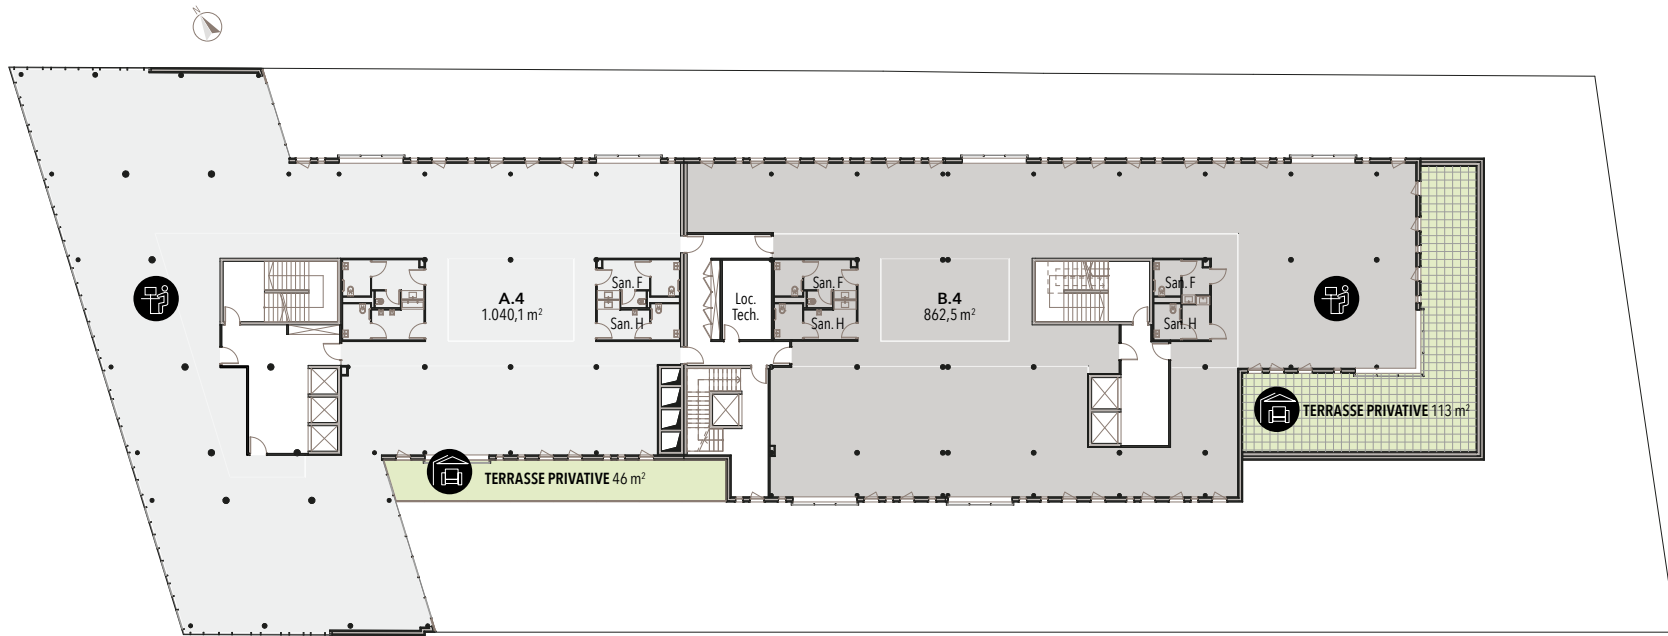 N
San. F
A.4
1.040,1 m²
San. H
Loc.
Tech.
San. F
San. H
B.4
862,5 m²
San. F
San. H
TERRASSE PRIVATIVE 113 m²
TERRASSE PRIVATIVE 46 m²